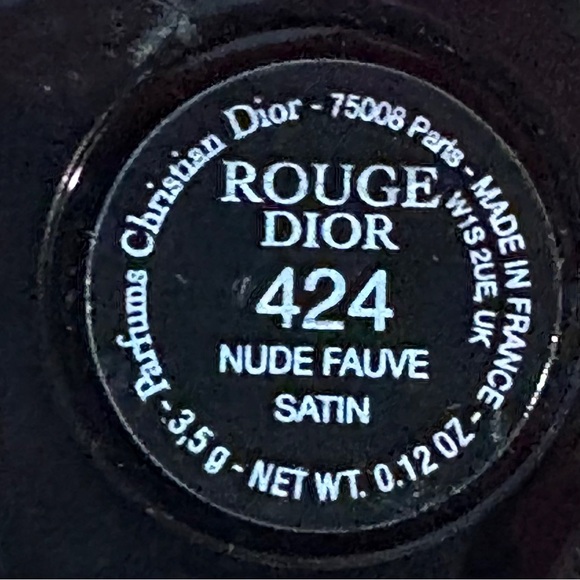 Parfums Christian Dior - 75008 Paris - MADE IN FRANCE - 3,5 g - NET WT. 0.12 OZ -
W1S 2UE, UK
ROUGE
DIOR
424
NUDE FAUVE
SATIN